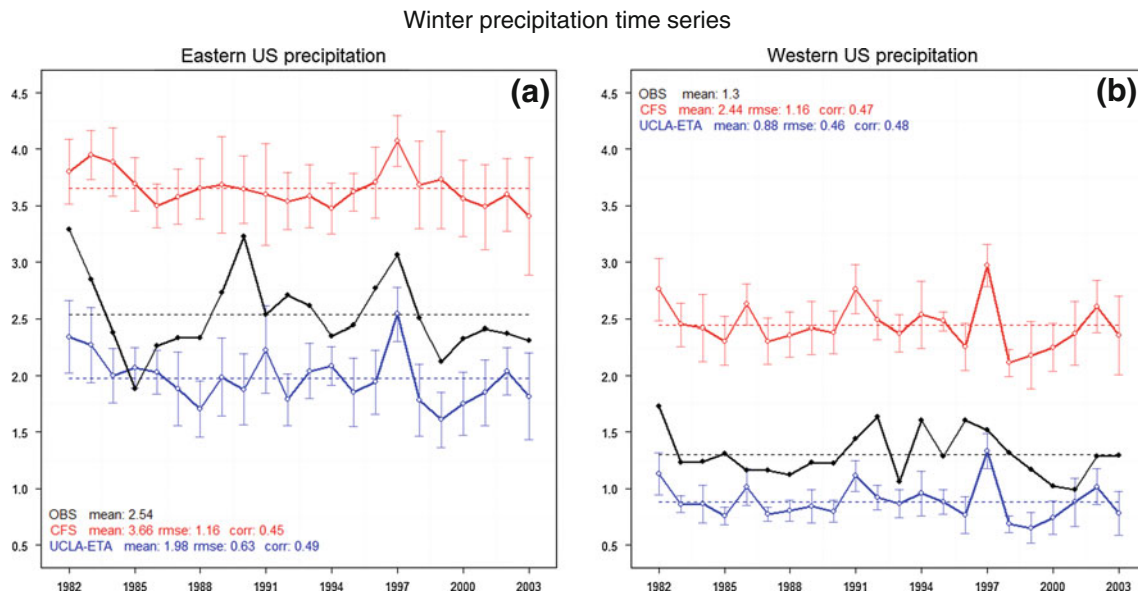 Winter precipitation time series
Eastern US precipitation
(a)
4.5
4.0
3.5
3.0
2.5
2.0
1.5
1.0
0.5
OBS mean: 2.54
CFS mean: 3.66 rmse: 1.16 corr: 0.45
UCLA-ETA mean: 1.98 rmse: 0.63 corr: 0.49
1982 1985 1988 1991 1994 1997 2000 2003
Western US precipitation
(b)
OBS mean: 1.3
CFS mean: 2.44 rmse: 1.16 corr: 0.47
UCLA-ETA mean: 0.88 rmse: 0.46 corr: 0.48
4.5
4.0
3.5
3.0
2.5
2.0
1.5
1.0
0.5
1982 1985 1988 1991 1994 1997 2000 2003